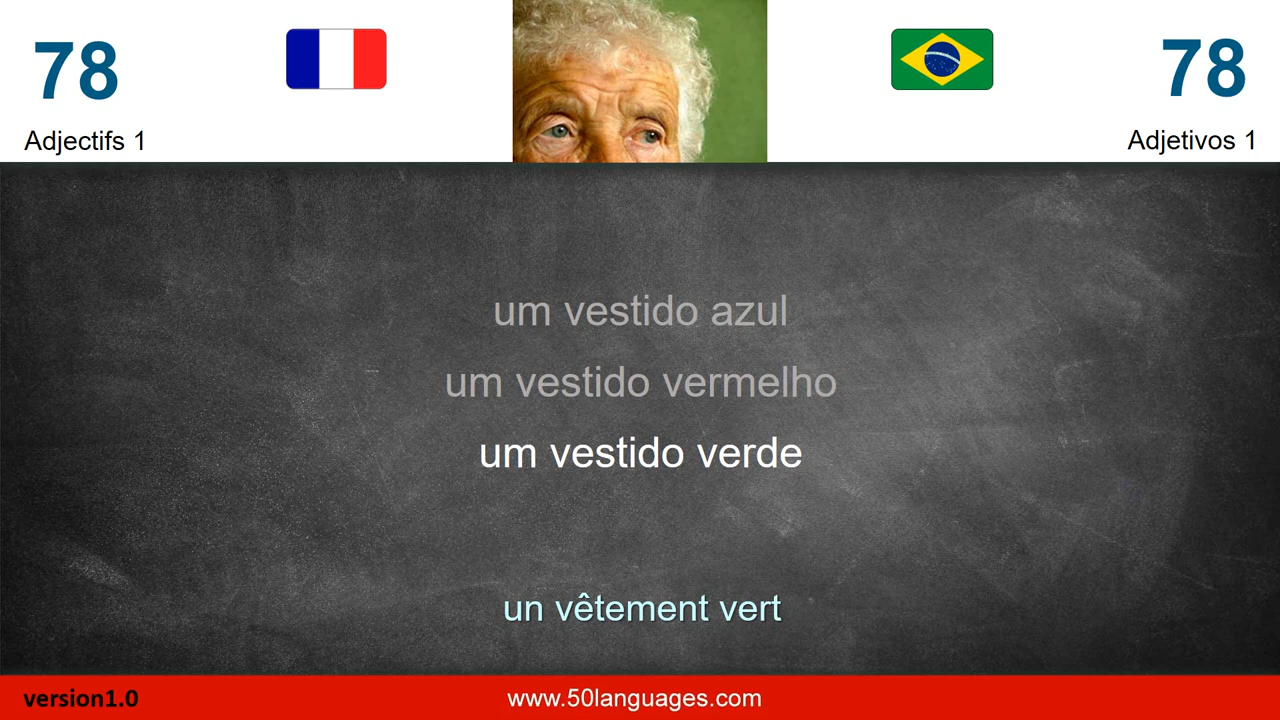 78
78
Adjectifs 1
Adjetivos 1
um vestido azul
um vestido vermelho
um vestido verde
un vêtement vert
version1.0
www.50languages.com